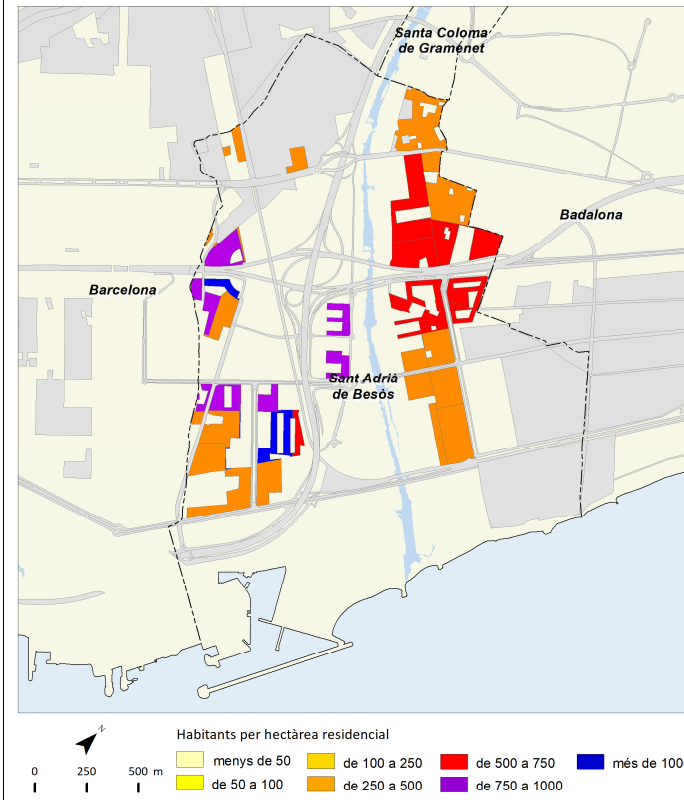 Santa Coloma
de Gramenet
Badalona
Barcelona
Sant Adrià
de Besòs
N
Habitants per hectàrea residencial
menys de 50
de 100 a 250
de 500 a 750
més de 100
0 250 500 m
de 50 a 100
de 250 a 500
de 750 a 1000